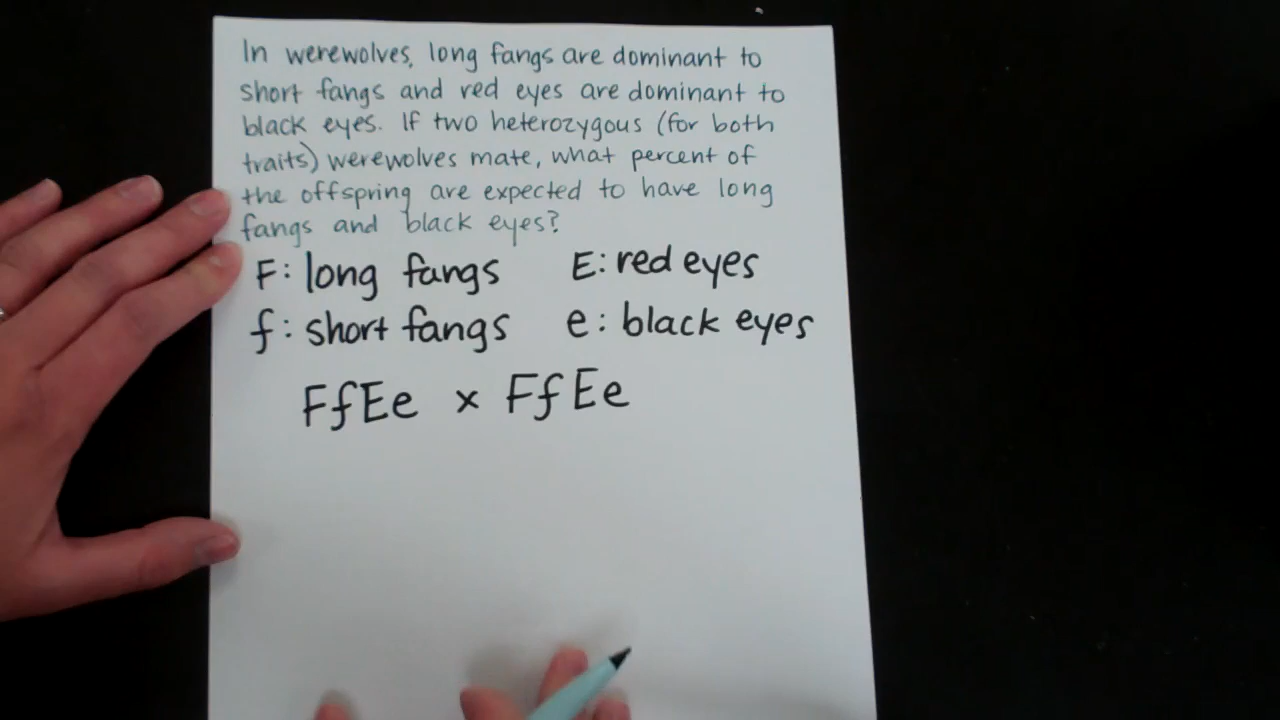 In werewolves, long fangs are dominant to
short fangs and red eyes are dominant to
black eyes. If two heterozygous (for both
traits) werewolves mate, what percent of
the offspring are expected to have long
fangs and black eyes?
F: long fangs E: red eyes
f: short fangs e: black eyes
FfEe x FfEe